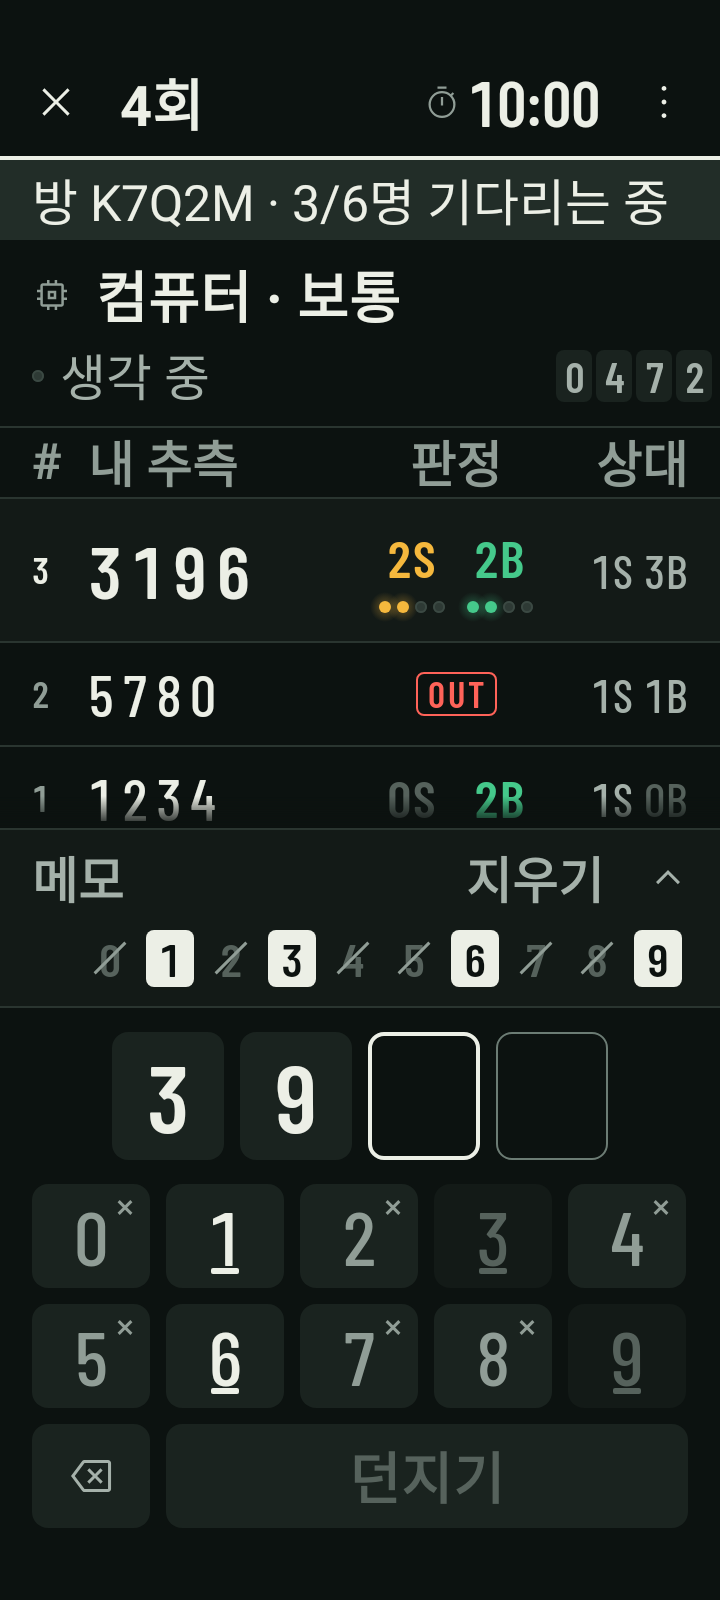 4회 10:00
방 K7Q2M · 3/6명 기다리는 중
컴퓨터 · 보통
생각 중 0 4 7 2
# 내 추측 판정 상대
3 3196 2S 2B 1S 3B
2 5780 OUT 1S 1B
1 1234 0S 2B 1S 0B
메모 지우기
0 1 2 3 4 5 6 7 8 9
3 9
0 1 2 3 4
5 6 7 8 9
던지기